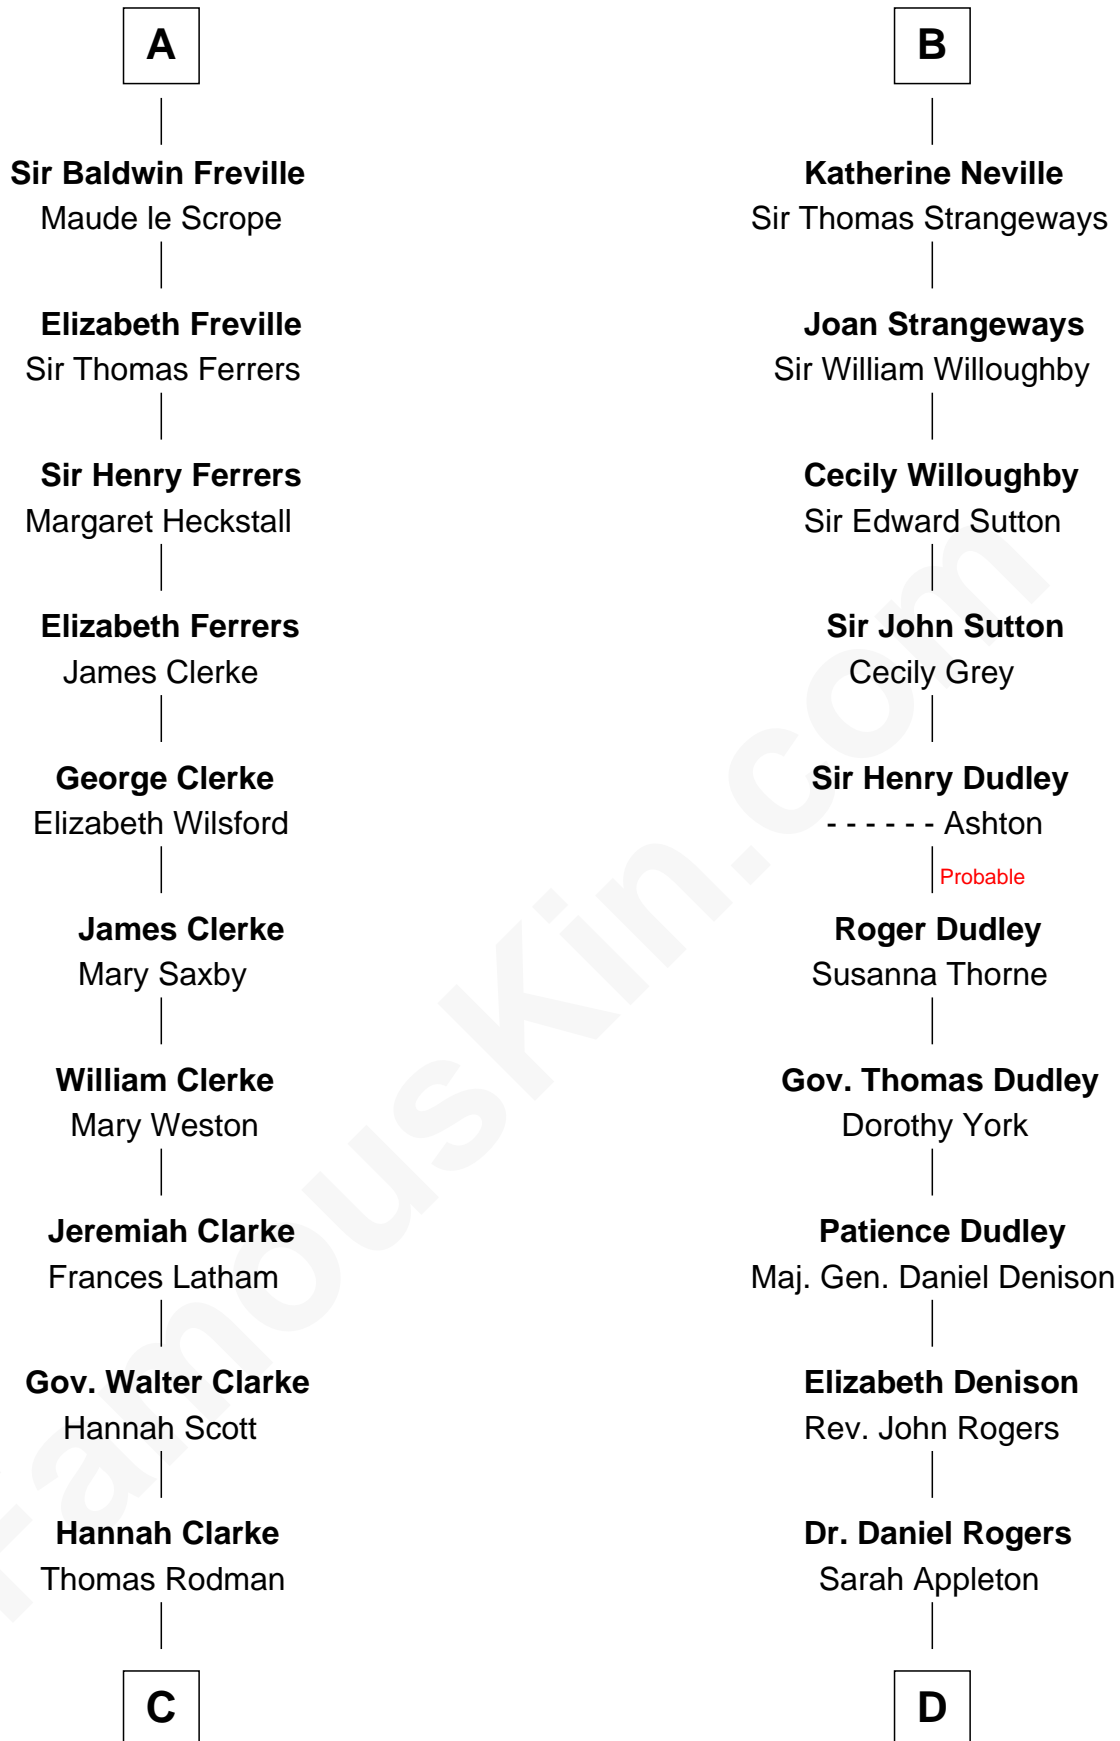 A
Sir Baldwin Freville
Maude le Scrope
Elizabeth Freville
Sir Thomas Ferrers
Sir Henry Ferrers
Margaret Heckstall
Elizabeth Ferrers
James Clerke
George Clerke
Elizabeth Wilsford
James Clerke
Mary Saxby
William Clerke
Mary Weston
Jeremiah Clarke
Frances Latham
Gov. Walter Clarke
Hannah Scott
Hannah Clarke
Thomas Rodman
C
B
Katherine Neville
Sir Thomas Strangeways
Joan Strangeways
Sir William Willoughby
Cecily Willoughby
Sir Edward Sutton
Sir John Sutton
Cecily Grey
Sir Henry Dudley
- - - - - - Ashton
Probable
Roger Dudley
Susanna Thorne
Gov. Thomas Dudley
Dorothy York
Patience Dudley
Maj. Gen. Daniel Denison
Elizabeth Denison
Rev. John Rogers
Dr. Daniel Rogers
Sarah Appleton
D
FamousKin.com